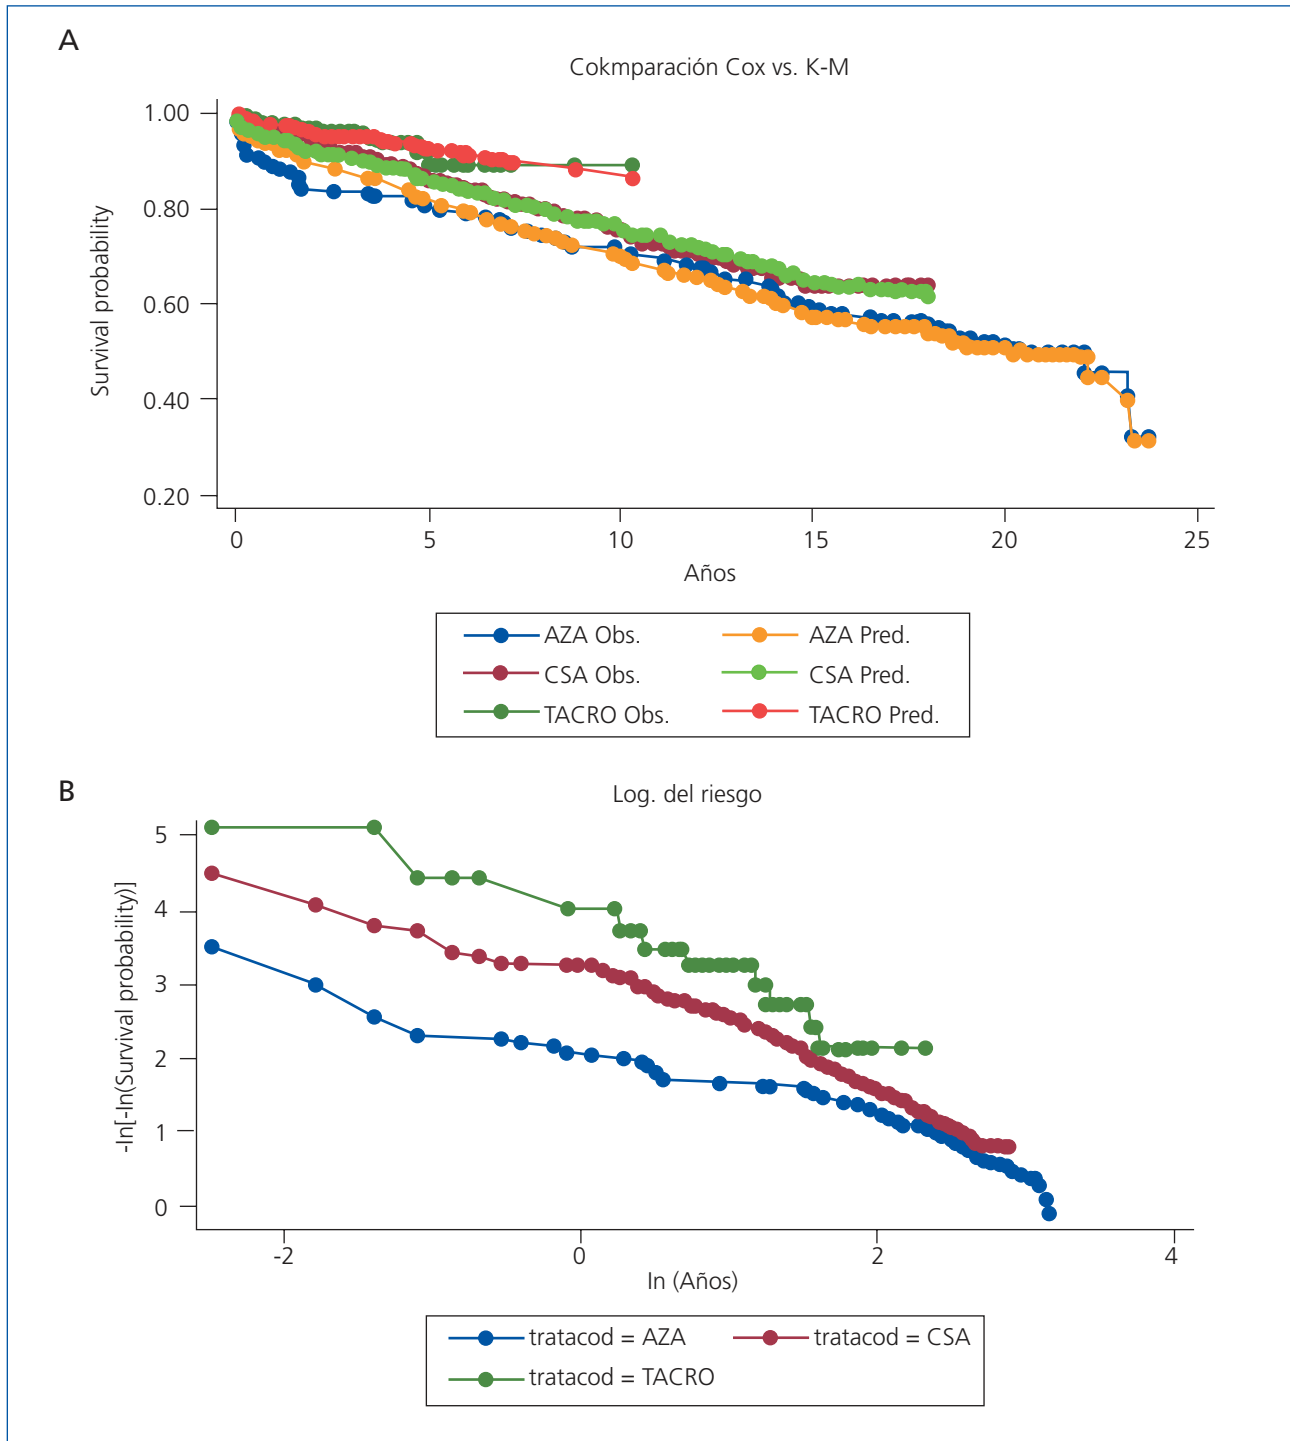 A
Cokmparación Cox vs. K-M
Survival probability
1.00
0.80
0.60
0.40
0.20
0 5 10 15 20 25
Años
AZA Obs. AZA Pred.
CSA Obs. CSA Pred.
TACRO Obs. TACRO Pred.
B
Log. del riesgo
-ln[-ln(Survival probability)]
5
4
3
2
1
0
-2 0 2 4
ln (Años)
tratacod = AZA tratacod = CSA
tratacod = TACRO